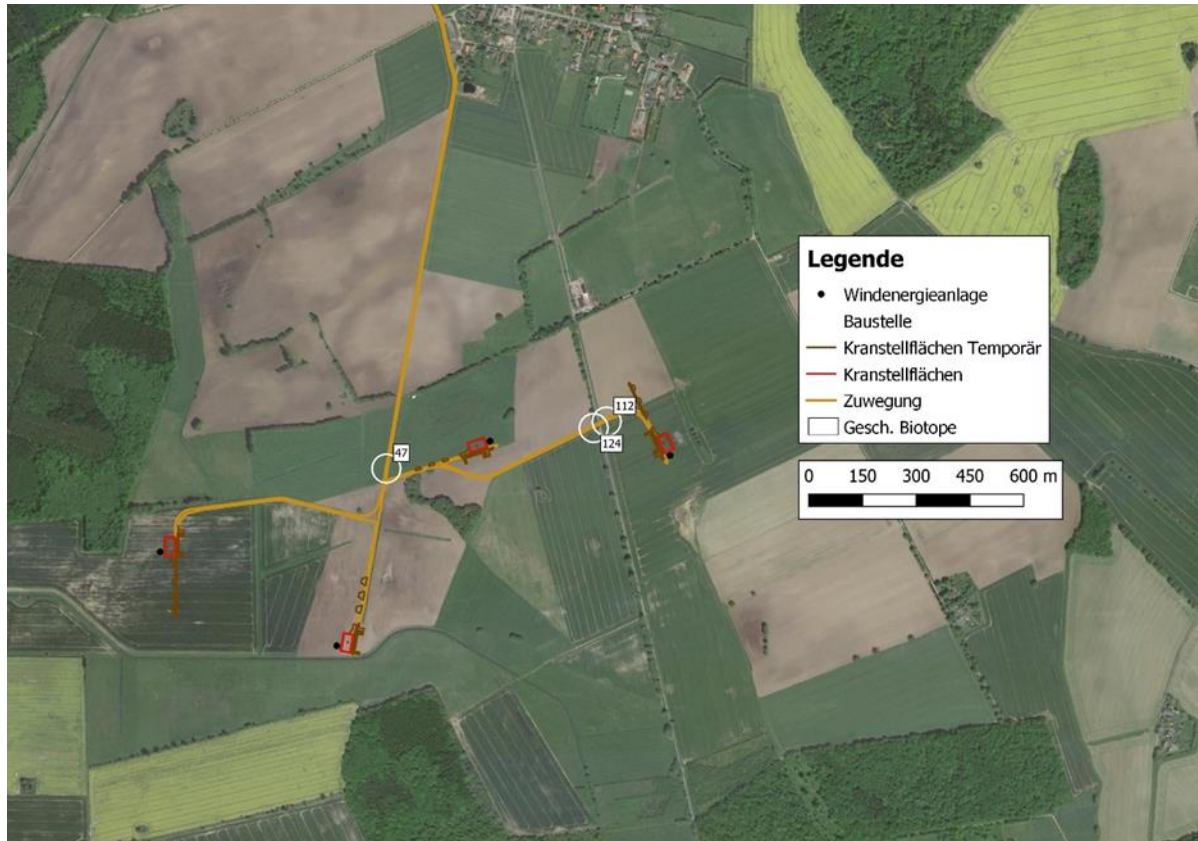 112
124
47
Legende
Windenergieanlage
Baustelle
Kranstellflächen Temporär
Kranstellflächen
Zuwegung
Gesch. Biotope
0 150 300 450 600 m